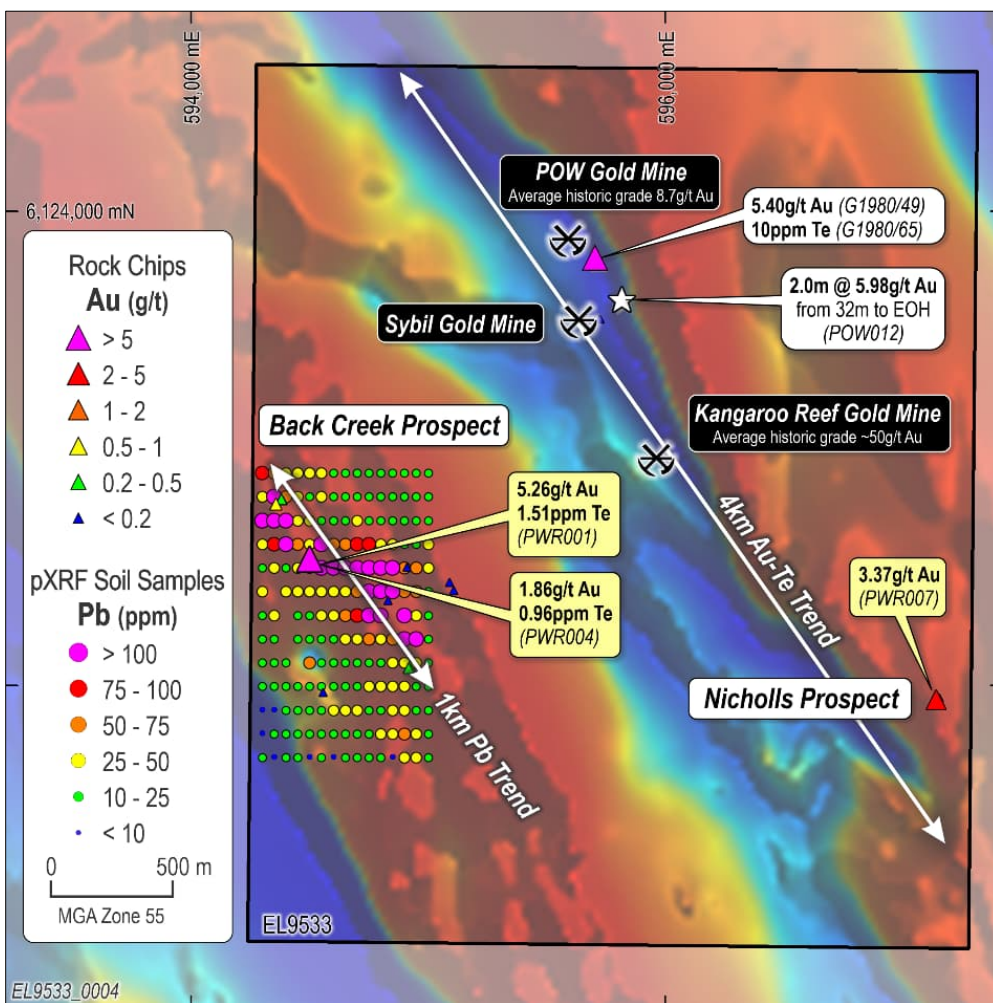 594,000 mE
596,000 mE
6,124,000 mN
POW Gold Mine
Average historic grade 8.7g/t Au
5.40g/t Au (G1980/49)
10ppm Te (G1980/65)
2.0m @ 5.98g/t Au
from 32m to EOH
(POW012)
Sybil Gold Mine
Kangaroo Reef Gold Mine
Average historic grade ~50g/t Au
Back Creek Prospect
5.26g/t Au
1.51ppm Te
(PWR001)
1.86g/t Au
0.96ppm Te
(PWR004)
3.37g/t Au
(PWR007)
4km Au-Te Trend
Nicholls Prospect
1km Pb Trend
Rock Chips
Au (g/t)
> 5
2 - 5
1 - 2
0.5 - 1
0.2 - 0.5
< 0.2
pXRF Soil Samples
Pb (ppm)
> 100
75 - 100
50 - 75
25 - 50
10 - 25
< 10
0 500 m
MGA Zone 55
EL9533
EL9533_0004